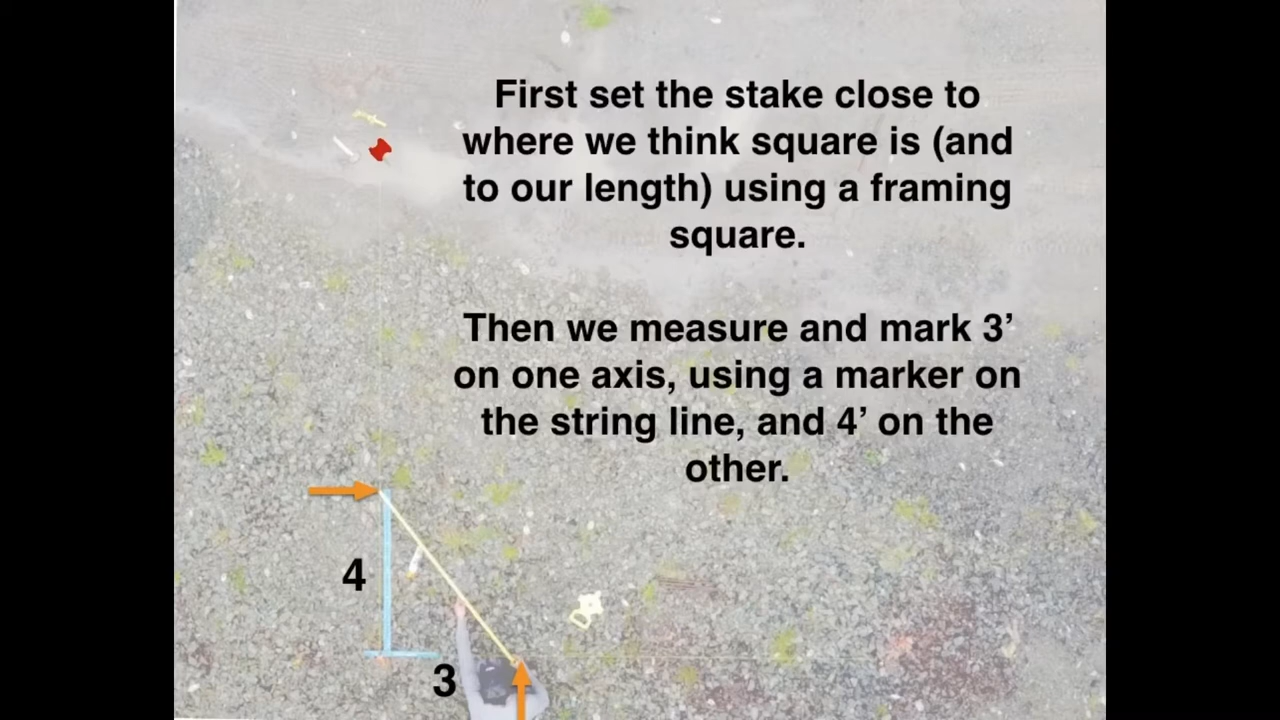 First set the stake close to
where we think square is (and
to our length) using a framing
square.
Then we measure and mark 3’
on one axis, using a marker on
the string line, and 4’ on the
other.
4
3